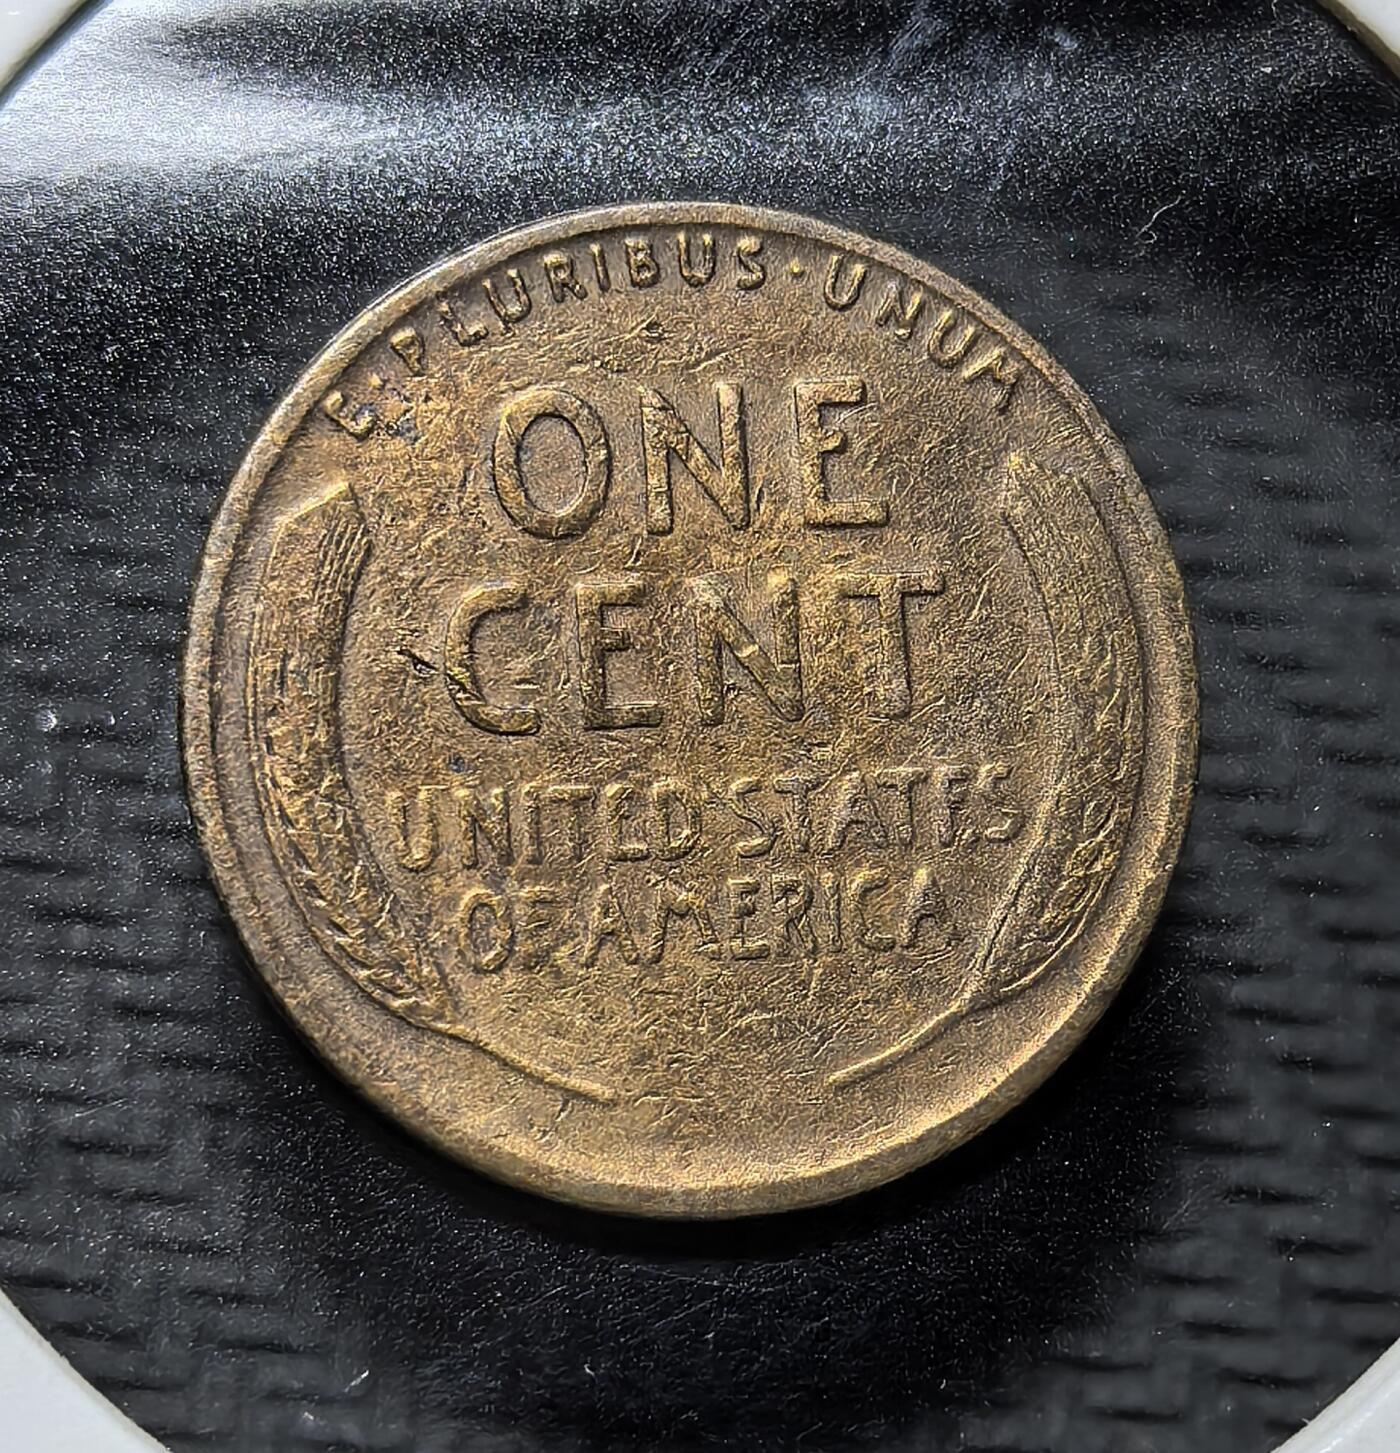 E·PLURIBUS·UNUM
ONE
CENT
UNITED STATES
OF AMERICA